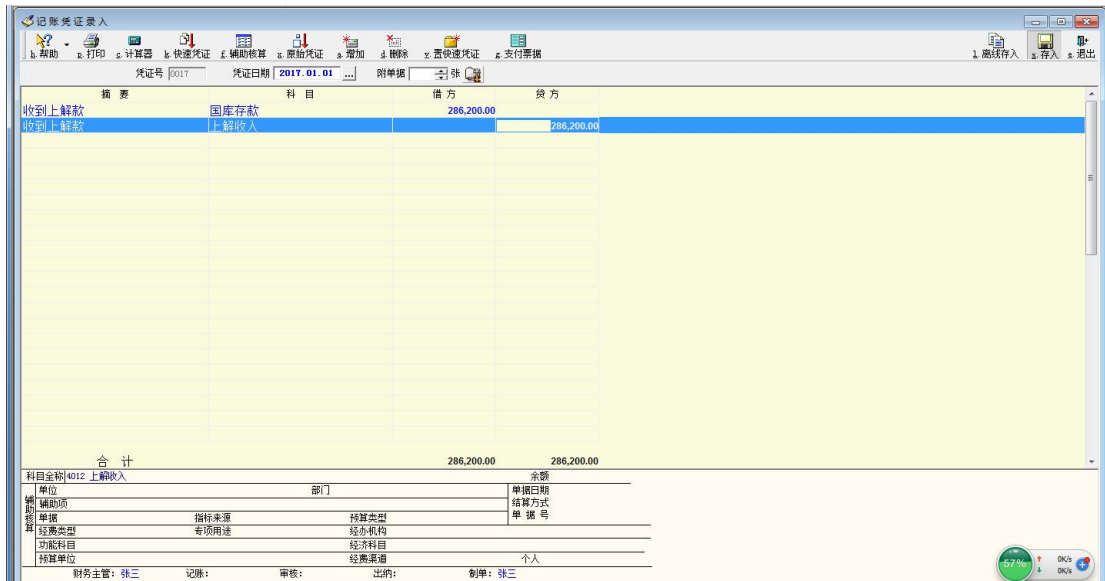 记账凭证录入
h.帮助 p.打印 c.计算器 k.快速凭证 f.辅助核算 x.原始凭证 a.增加 d.删除 v.置快速凭证 g.支付票据 l.离线存入 s.存入 s.退出
凭证号 0017 凭证日期 2017.01.01 ... 附单据 张
摘 要 科 目 借 方 贷 方
收到上解款 国库存款 286,200.00
收到上解款 上解收入 286,200.00
合 计 286,200.00 286,200.00
科目全称 4012 上解收入 余额
辅助核算
单位 部门 单据日期
辅助项 结算方式
单据 指标来源 预算类型 单 据 号
经费类型 专项用途 经办机构
功能科目 经济科目
预算单位 经费渠道 个人
财务主管: 张三 记账: 审核: 出纳: 制单: 张三
57% 0K/s
0K/s